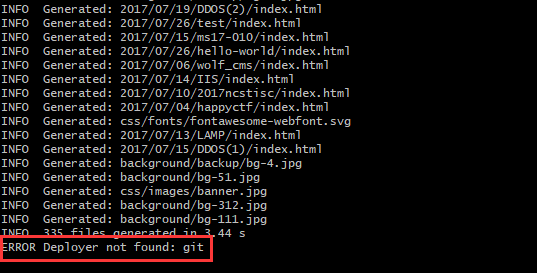 INFO  Generated: 2017/07/19/DDOS(2)/index.html
INFO  Generated: 2017/07/26/test/index.html
INFO  Generated: 2017/07/15/ms17-010/index.html
INFO  Generated: 2017/07/26/hello-world/index.html
INFO  Generated: 2017/07/06/wolf_cms/index.html
INFO  Generated: 2017/07/14/IIS/index.html
INFO  Generated: 2017/07/10/2017ncstisc/index.html
INFO  Generated: 2017/07/04/happyctf/index.html
INFO  Generated: css/fonts/fontawesome-webfont.svg
INFO  Generated: 2017/07/13/LAMP/index.html
INFO  Generated: 2017/07/15/DDOS(1)/index.html
INFO  Generated: background/backup/bg-4.jpg
INFO  Generated: background/bg-51.jpg
INFO  Generated: css/images/banner.jpg
INFO  Generated: background/bg-312.jpg
INFO  Generated: background/bg-111.jpg
INFO  335 files generated in 3.44 s
ERROR Deployer not found: git